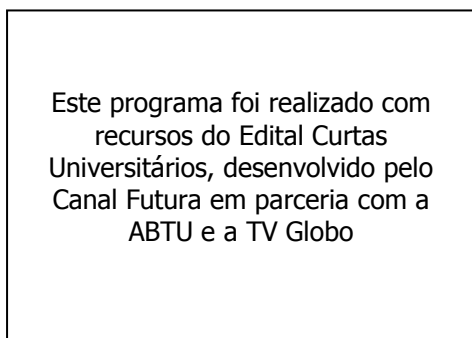 Este programa foi realizado com
recursos do Edital Curtas
Universitários, desenvolvido pelo
Canal Futura em parceria com a
ABTU e a TV Globo